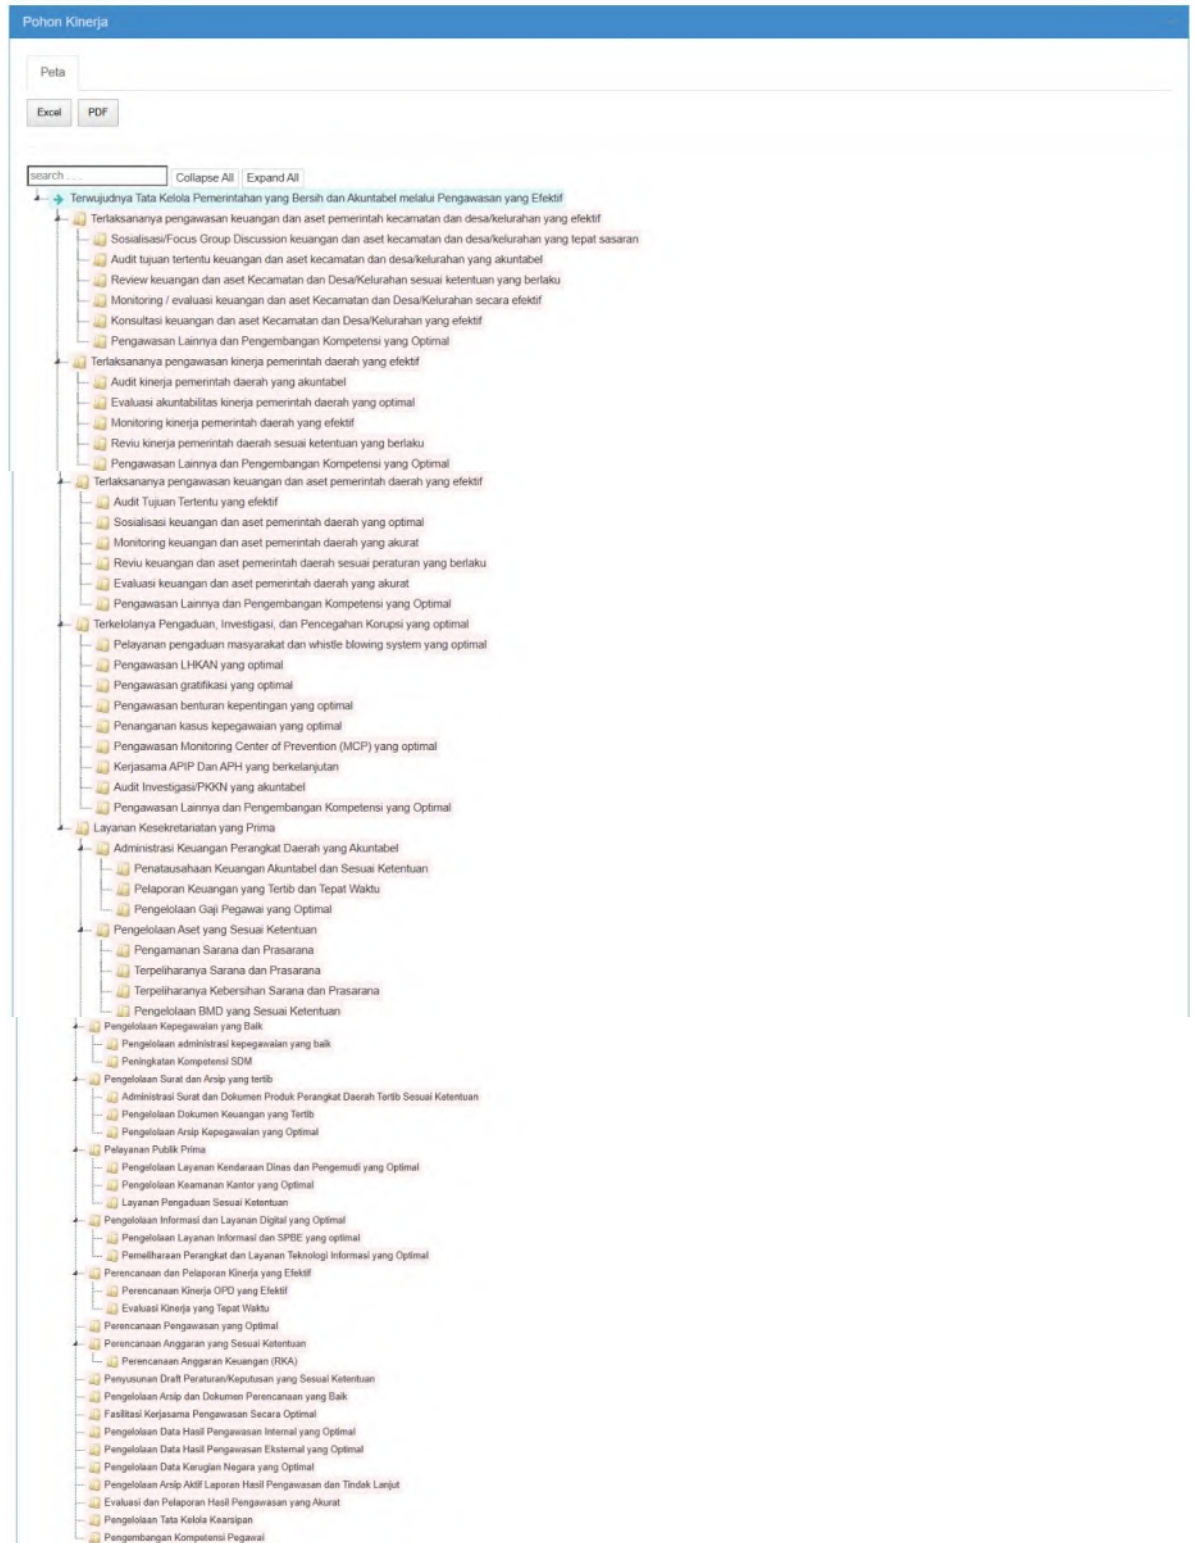 Pohon Kinerja
Peta
Excel PDF
search . . . Collapse All Expand All
Terwujudnya Tata Kelola Pemerintahan yang Bersih dan Akuntabel melalui Pengawasan yang Efektif
Terlaksananya pengawasan keuangan dan aset pemerintah kecamatan dan desa/kelurahan yang efektif
Sosialisasi/Focus Group Discussion keuangan dan aset kecamatan dan desa/kelurahan yang tepat sasaran
Audit tujuan tertentu keuangan dan aset kecamatan dan desa/kelurahan yang akuntabel
Review keuangan dan aset Kecamatan dan Desa/Kelurahan sesuai ketentuan yang berlaku
Monitoring / evaluasi keuangan dan aset Kecamatan dan Desa/Kelurahan secara efektif
Konsultasi keuangan dan aset Kecamatan dan Desa/Kelurahan yang efektif
Pengawasan Lainnya dan Pengembangan Kompetensi yang Optimal
Terlaksananya pengawasan kinerja pemerintah daerah yang efektif
Audit kinerja pemerintah daerah yang akuntabel
Evaluasi akuntabilitas kinerja pemerintah daerah yang optimal
Monitoring kinerja pemerintah daerah yang efektif
Reviu kinerja pemerintah daerah sesuai ketentuan yang berlaku
Pengawasan Lainnya dan Pengembangan Kompetensi yang Optimal
Terlaksananya pengawasan keuangan dan aset pemerintah daerah yang efektif
Audit Tujuan Tertentu yang efektif
Sosialisasi keuangan dan aset pemerintah daerah yang optimal
Monitoring keuangan dan aset pemerintah daerah yang akurat
Reviu keuangan dan aset pemerintah daerah sesuai peraturan yang berlaku
Evaluasi keuangan dan aset pemerintah daerah yang akurat
Pengawasan Lainnya dan Pengembangan Kompetensi yang Optimal
Terkelolanya Pengaduan, Investigasi, dan Pencegahan Korupsi yang optimal
Pelayanan pengaduan masyarakat dan whistle blowing system yang optimal
Pengawasan LHKAN yang optimal
Pengawasan gratifikasi yang optimal
Pengawasan benturan kepentingan yang optimal
Penanganan kasus kepegawaian yang optimal
Pengawasan Monitoring Center of Prevention (MCP) yang optimal
Kerjasama APIP Dan APH yang berkelanjutan
Audit Investigasi/PKKN yang akuntabel
Pengawasan Lainnya dan Pengembangan Kompetensi yang Optimal
Layanan Kesekretariatan yang Prima
Administrasi Keuangan Perangkat Daerah yang Akuntabel
Penatausahaan Keuangan Akuntabel dan Sesuai Ketentuan
Pelaporan Keuangan yang Tertib dan Tepat Waktu
Pengelolaan Gaji Pegawai yang Optimal
Pengelolaan Aset yang Sesuai Ketentuan
Pengamanan Sarana dan Prasarana
Terpeliharanya Sarana dan Prasarana
Terpeliharanya Kebersihan Sarana dan Prasarana
Pengelolaan BMD yang Sesuai Ketentuan
Pengelolaan Kepegawaian yang Baik
Pengelolaan administrasi kepegawaian yang baik
Peningkatan Kompetensi SDM
Pengelolaan Surat dan Arsip yang tertib
Administrasi Surat dan Dokumen Produk Perangkat Daerah Tertib Sesuai Ketentuan
Pengelolaan Dokumen Keuangan yang Tertib
Pengelolaan Arsip Kepegawaian yang Optimal
Pelayanan Publik Prima
Pengelolaan Layanan Kendaraan Dinas dan Pengemudi yang Optimal
Pengelolaan Keamanan Kantor yang Optimal
Layanan Pengaduan Sesuai Ketentuan
Pengelolaan Informasi dan Layanan Digital yang Optimal
Pengelolaan Layanan Informasi dan SPBE yang optimal
Pemeliharaan Perangkat dan Layanan Teknologi Informasi yang Optimal
Perencanaan dan Pelaporan Kinerja yang Efektif
Perencanaan Kinerja OPD yang Efektif
Evaluasi Kinerja yang Tepat Waktu
Perencanaan Pengawasan yang Optimal
Perencanaan Anggaran yang Sesuai Ketentuan
Perencanaan Anggaran Keuangan (RKA)
Penyusunan Draft Peraturan/Keputusan yang Sesuai Ketentuan
Pengelolaan Arsip dan Dokumen Perencanaan yang Baik
Fasilitasi Kerjasama Pengawasan Secara Optimal
Pengelolaan Data Hasil Pengawasan Internal yang Optimal
Pengelolaan Data Hasil Pengawasan Eksternal yang Optimal
Pengelolaan Data Kerugian Negara yang Optimal
Pengelolaan Arsip Aktif Laporan Hasil Pengawasan dan Tindak Lanjut
Evaluasi dan Pelaporan Hasil Pengawasan yang Akurat
Pengelolaan Tata Kelola Kearsipan
Pengembangan Kompetensi Pegawai